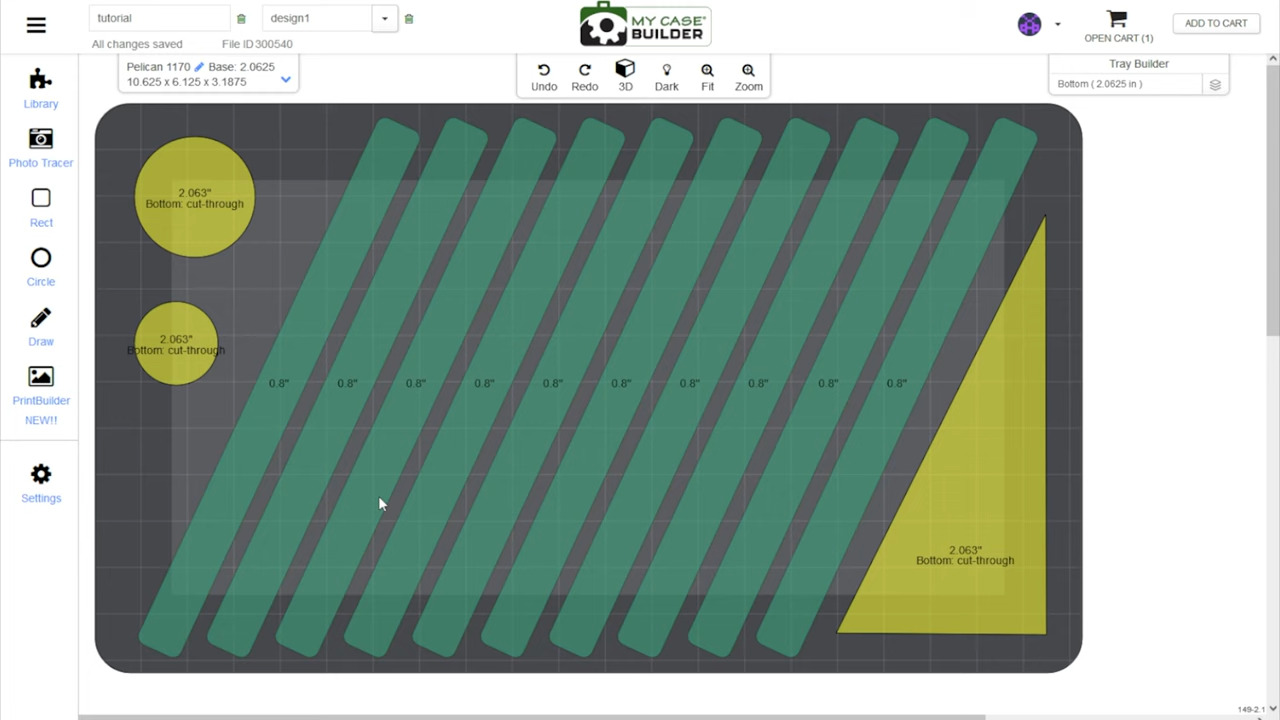 tutorial
design1
All changes saved
File ID 300540
MY CASE®
BUILDER
OPEN CART (1)
ADD TO CART
Pelican 1170 Base: 2.0625
10.625 x 6.125 x 3.1875
Undo
Redo
3D
Dark
Fit
Zoom
Tray Builder
Bottom ( 2.0625 in )
Library
Photo Tracer
Rect
Circle
Draw
PrintBuilder
NEW!!
Settings
2.063"
Bottom: cut-through
2.063"
Bottom: cut-through
0.8"
0.8"
0.8"
0.8"
0.8"
0.8"
0.8"
0.8"
0.8"
0.8"
2.063"
Bottom: cut-through
149-2.1